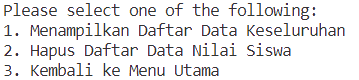 Please select one of the following:
1. Menampilkan Daftar Data Keseluruhan
2. Hapus Daftar Data Nilai Siswa
3. Kembali ke Menu Utama